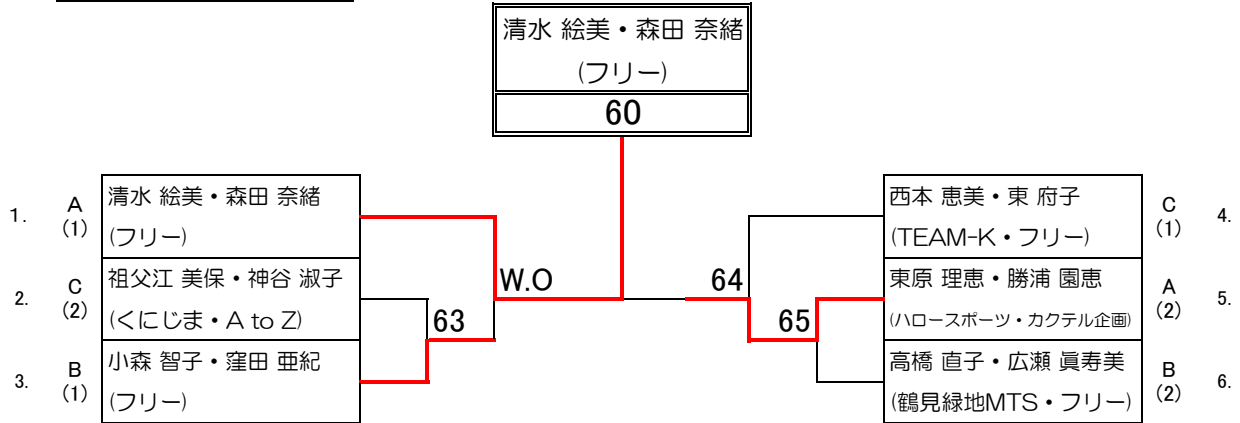 清水 絵美・森田 奈緒
(フリー)
60
1.
A
(1)
清水 絵美・森田 奈緒
(フリー)
2.
C
(2)
祖父江 美保・神谷 淑子
(くにじま・A to Z)
3.
B
(1)
小森 智子・窪田 亜紀
(フリー)
W.O
63
64
65
西本 恵美・東 府子
(TEAM-K・フリー)
C
(1)
4.
東原 理恵・勝浦 園恵
(ハロースポーツ・カクテル企画)
A
(2)
5.
高橋 直子・広瀬 眞寿美
(鶴見緑地MTS・フリー)
B
(2)
6.